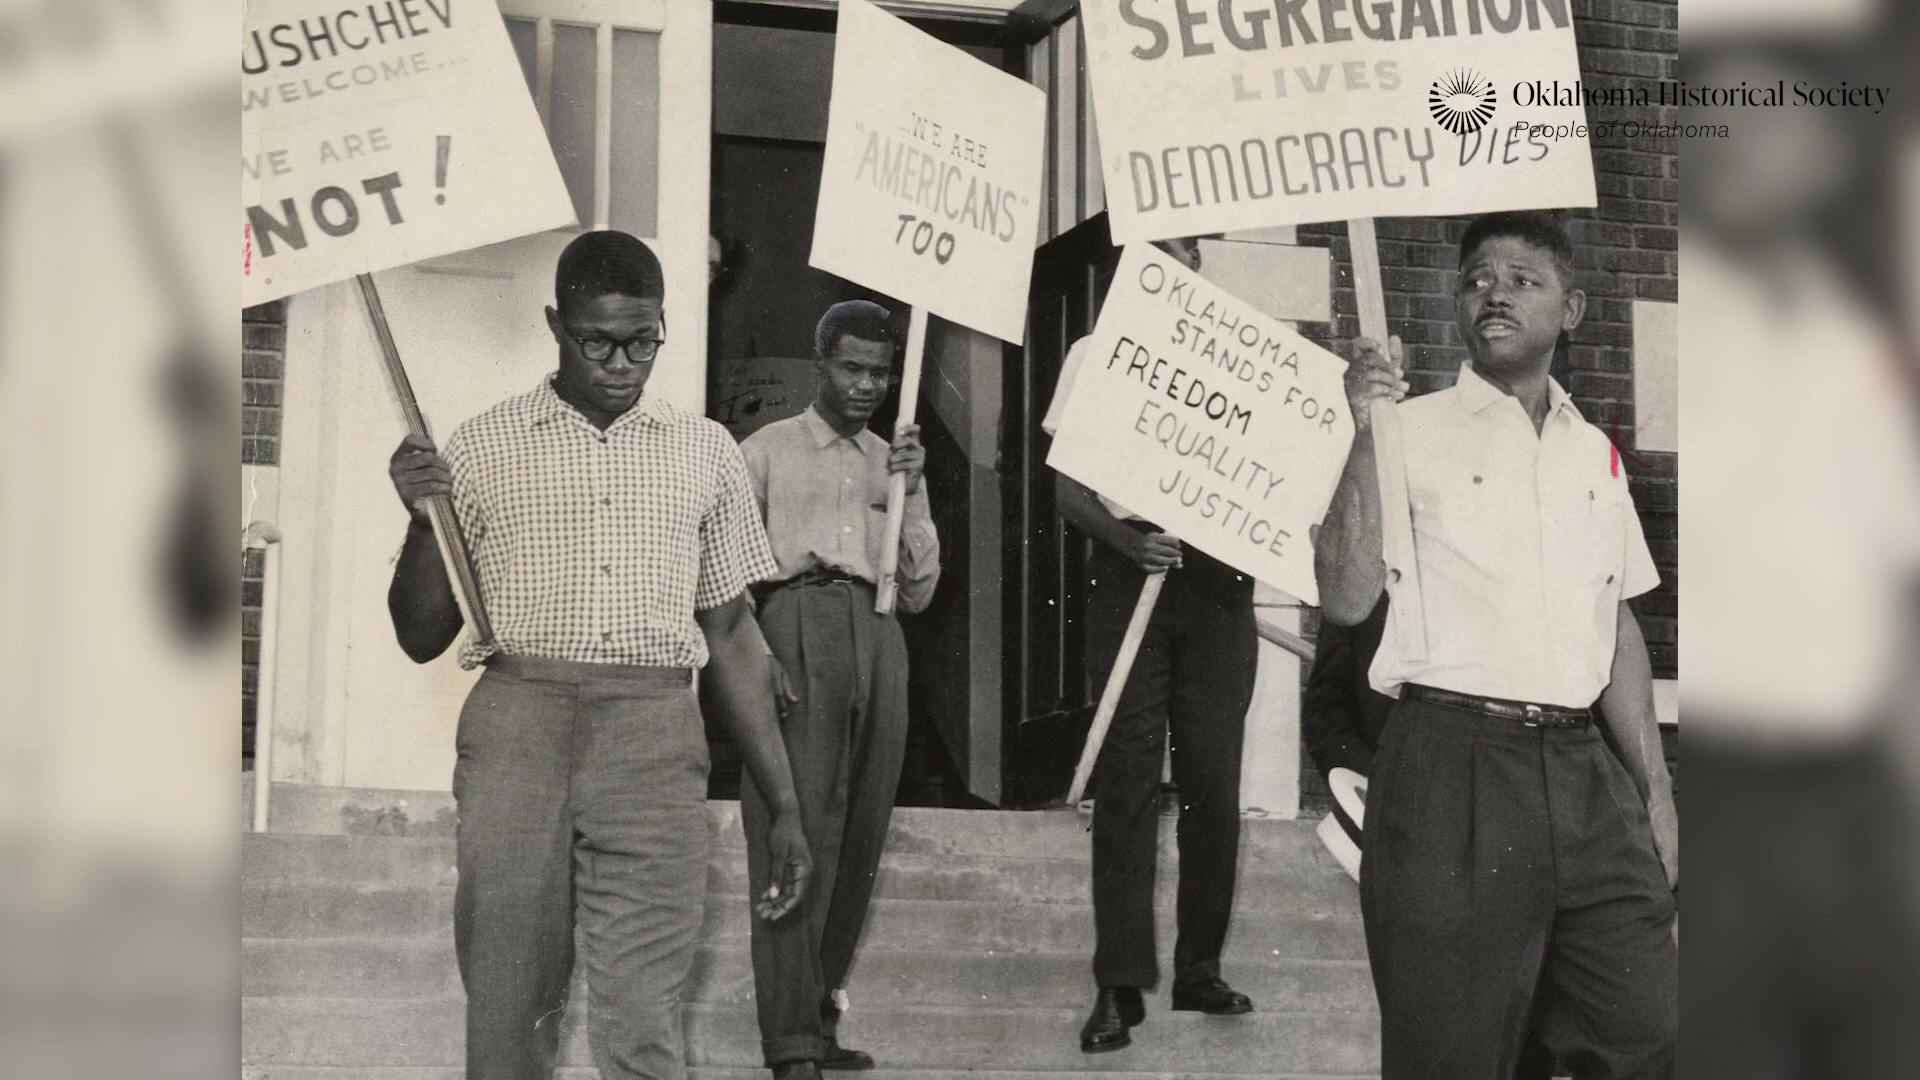 USHCHEV
WELCOME...
WE ARE
NOT!
...WE ARE
"AMERICANS"
TOO
SEGREGATION
LIVES
DEMOCRACY DIES
OKLAHOMA
STANDS FOR
FREEDOM
EQUALITY
JUSTICE
Oklahoma Historical Society
People of Oklahoma